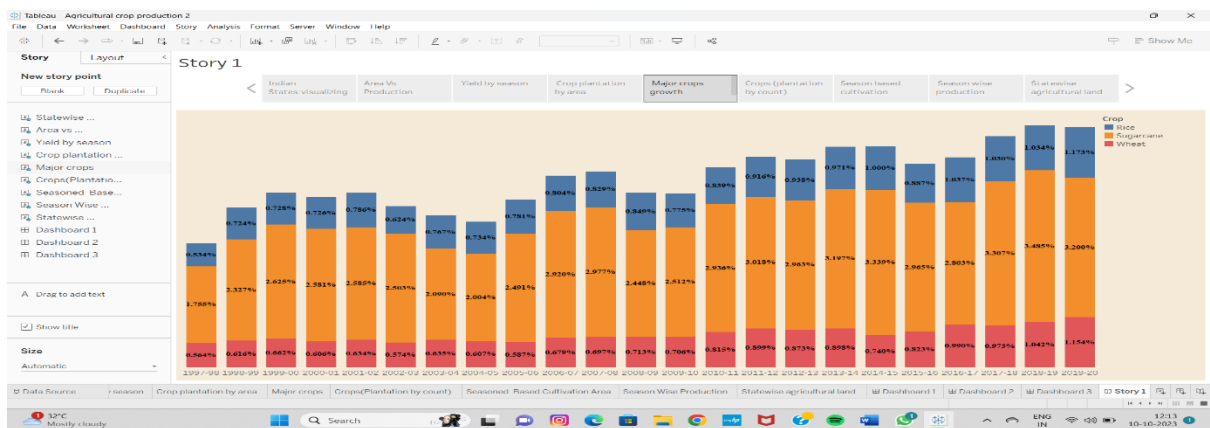 Tableau Agricultural crop production 2
File Data Worksheet Dashboard Story Analysis Format Server Window Help
Show Me
Story Layout <
Story 1
New story point
Blank Duplicate
< Indian States visualizing Area Vs Production Yield by season Crop plantation by area Major crops growth Crops (plantation by count) Season based cultivation Season wise production Statewise agricultural land >
Statewise ...
Area vs ...
Yield by season
Crop plantation ...
Major crops
Crops(Plantatio...
Seasoned Base...
Season Wise ...
Statewise ...
Dashboard 1
Dashboard 2
Dashboard 3
A Drag to add text
Show title
Size
Automatic
Crop
Rice
Sugarcane
Wheat
0.534% 0.724% 0.728% 0.726% 0.786% 0.624% 0.767% 0.734% 0.781% 0.804% 0.829% 0.849% 0.775% 0.839% 0.916% 0.938% 0.971% 1.000% 0.887% 1.037% 1.050% 1.034% 1.173%
2.327% 2.625% 2.581% 2.585% 2.503% 2.090% 2.004% 2.491% 2.920% 2.977% 2.448% 2.512% 2.936% 3.018% 2.963% 3.197% 3.339% 2.965% 2.803% 3.307% 3.485% 3.200%
0.564% 0.616% 0.662% 0.606% 0.634% 0.574% 0.635% 0.607% 0.587% 0.679% 0.697% 0.713% 0.706% 0.815% 0.899% 0.873% 0.898% 0.740% 0.823% 0.990% 0.973% 1.042% 1.154%
1997-98 1998-99 1999-00 2000-01 2001-02 2002-03 2003-04 2004-05 2005-06 2006-07 2007-08 2008-09 2009-10 2010-11 2011-12 2012-13 2013-14 2014-15 2015-16 2016-17 2017-18 2018-19 2019-20
Data Source season Crop plantation by area Major crops Crops(Plantation by count) Seasoned Based Cultivation Area Season Wise Production Statewise agricultural land Dashboard 1 Dashboard 2 Dashboard 3 Story 1
1
32°C
Mostly cloudy
Search
ENG
IN
12:13
10-10-2023